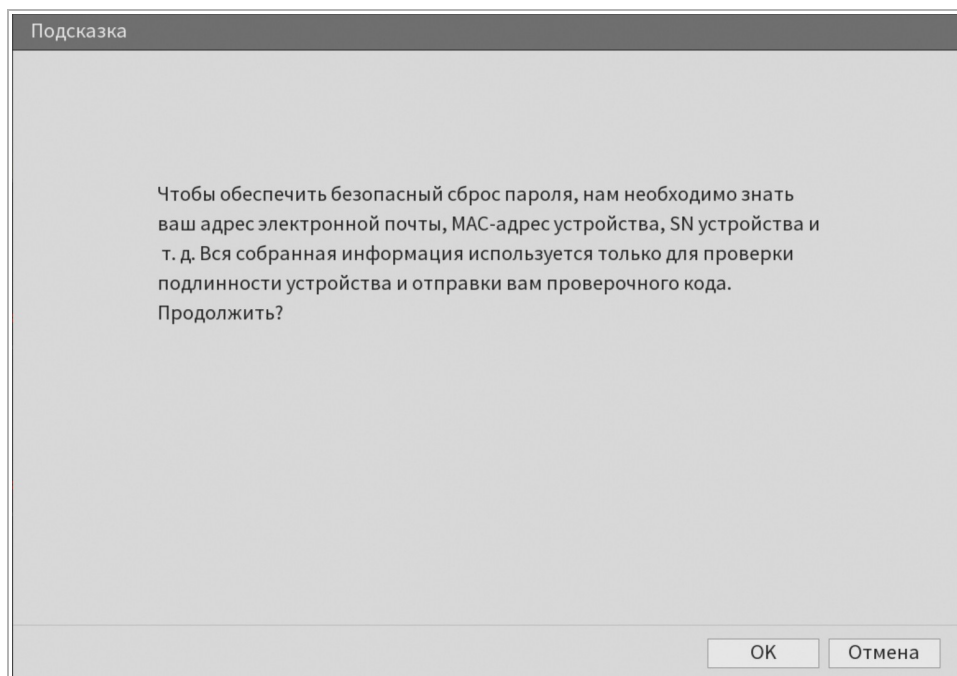 Подсказка
Чтобы обеспечить безопасный сброс пароля, нам необходимо знать
ваш адрес электронной почты, MAC-адрес устройства, SN устройства и
т. д. Вся собранная информация используется только для проверки
подлинности устройства и отправки вам проверочного кода.
Продолжить?
OK
Отмена